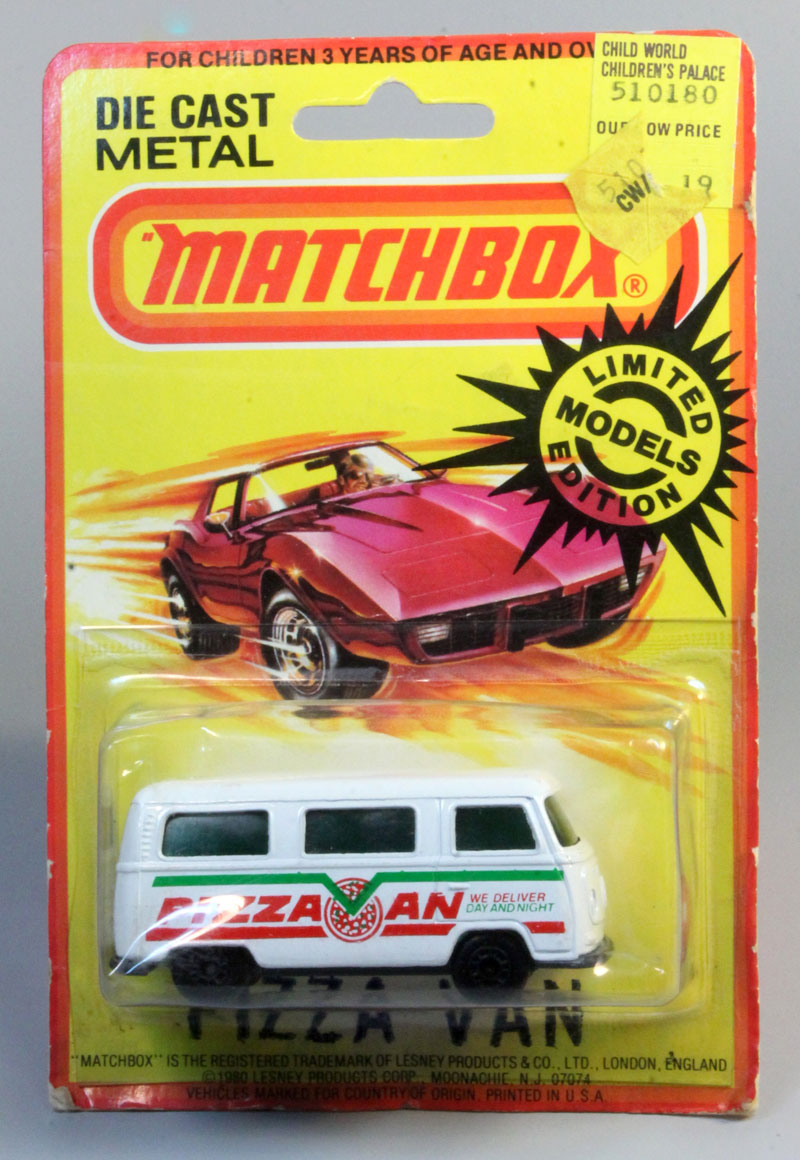 FOR CHILDREN 3 YEARS OF AGE AND OV
CHILD WORLD
CHILDREN'S PALACE
510180
OUR LOW PRICE
19
510
CW
DIE CAST
METAL
"MATCHBOX®
LIMITED
MODELS
EDITION
PIZZA VAN
WE DELIVER
DAY AND NIGHT
PIZZA VAN
"MATCHBOX" IS THE REGISTERED TRADEMARK OF LESNEY PRODUCTS & CO., LTD., LONDON, ENGLAND
©1980 LESNEY PRODUCTS CORP., MOONACHIE, N.J. 07074
VEHICLES MARKED FOR COUNTRY OF ORIGIN. PRINTED IN U.S.A.